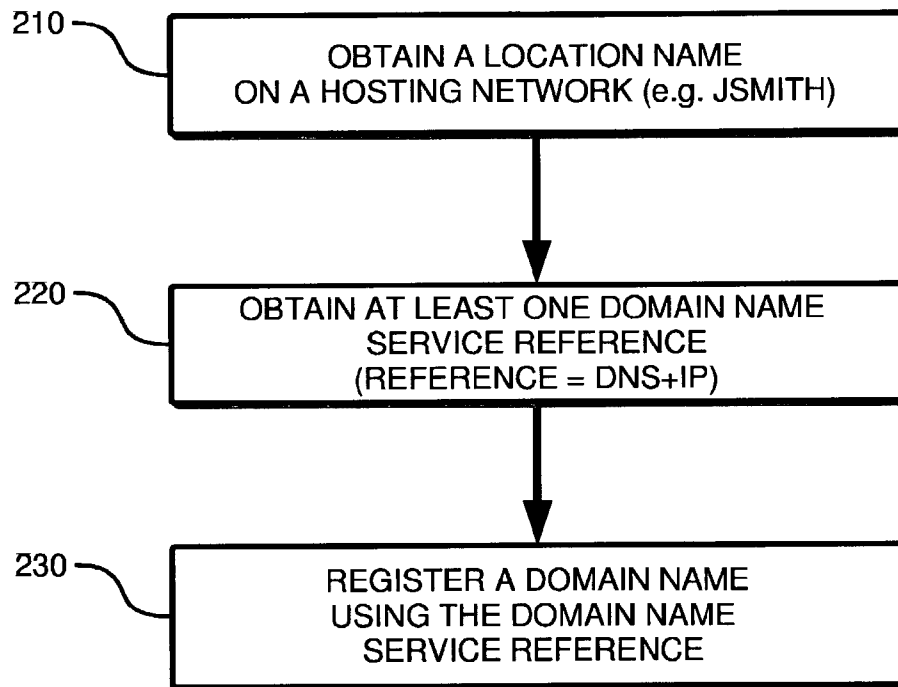 210
OBTAIN A LOCATION NAME
ON A HOSTING NETWORK (e.g. JSMITH)
220
OBTAIN AT LEAST ONE DOMAIN NAME
SERVICE REFERENCE
(REFERENCE = DNS+IP)
230
REGISTER A DOMAIN NAME
USING THE DOMAIN NAME
SERVICE REFERENCE